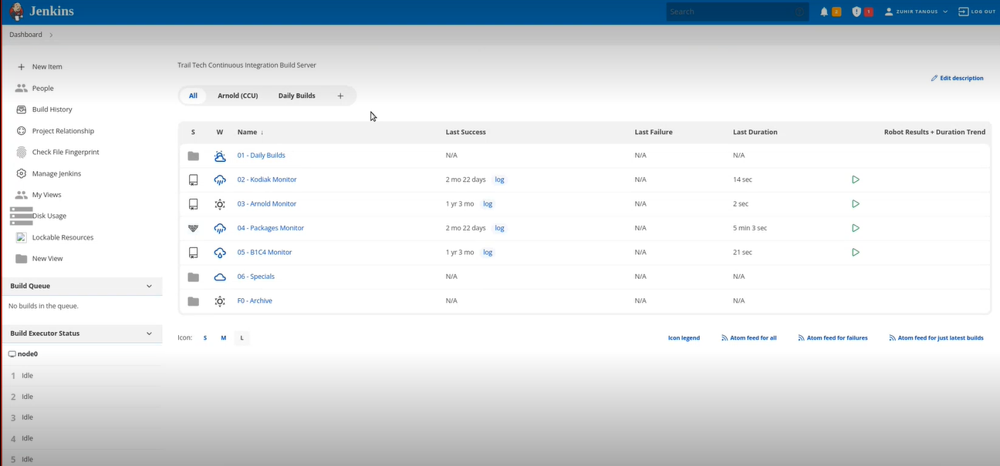 Jenkins
Search
2
1
ZUHIR TANOUS
LOG OUT
Dashboard
New Item
People
Build History
Project Relationship
Check File Fingerprint
Manage Jenkins
My Views
Disk Usage
Lockable Resources
New View
Build Queue
No builds in the queue.
Build Executor Status
node0
1 Idle
2 Idle
3 Idle
4 Idle
5 Idle
Trail Tech Continuous Integration Build Server
Edit description
All Arnold (CCU) Daily Builds +
S W Name ↓ Last Success Last Failure Last Duration Robot Results + Duration Trend
01 - Daily Builds N/A N/A N/A
02 - Kodiak Monitor 2 mo 22 days log N/A 14 sec
03 - Arnold Monitor 1 yr 3 mo log N/A 2 sec
04 - Packages Monitor 2 mo 22 days log N/A 5 min 3 sec
05 - B1C4 Monitor 1 yr 3 mo log N/A 21 sec
06 - Specials N/A N/A N/A
F0 - Archive N/A N/A N/A
Icon: S M L
Icon legend Atom feed for all Atom feed for failures Atom feed for just latest builds